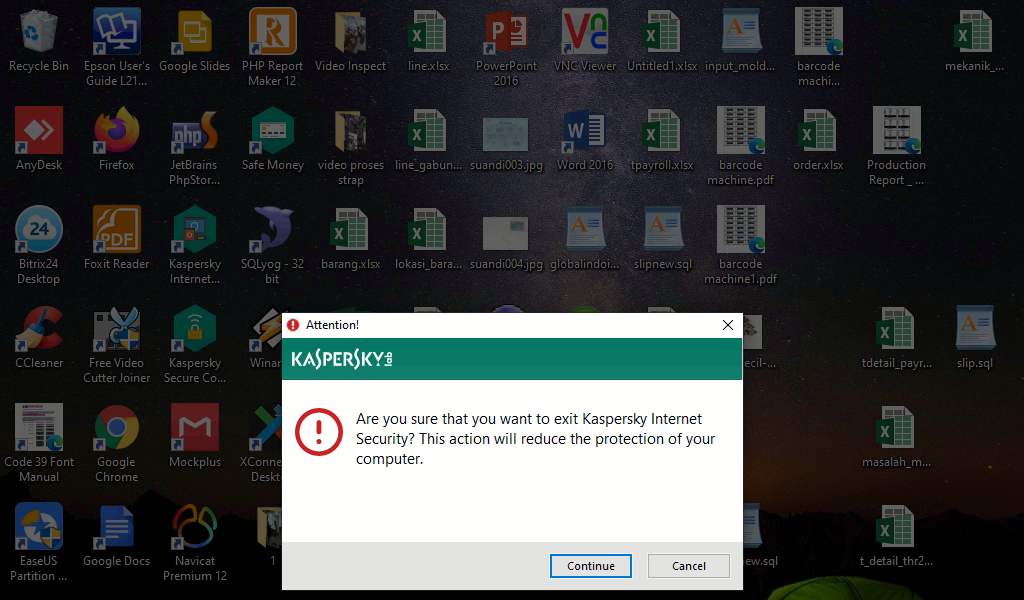 Recycle Bin
Epson User's
Guide L21...
Google Slides
PHP Report
Maker 12
Video Inspect
line.xlsx
PowerPoint
2016
VNC Viewer
Untitled1.xlsx
input_mold...
barcode
machi...
mekanik_...
AnyDesk
Firefox
JetBrains
PhpStor...
Safe Money
video proses
strap
line_gabun...
suandi003.jpg
Word 2016
tpayroll.xlsx
barcode
machine.pdf
order.xlsx
Production
Report _ ...
24
Bitrix24
Desktop
PDF
Foxit Reader
Kaspersky
Internet...
SQLyog - 32
bit
barang.xlsx
lokasi_bara...
suandi004.jpg
globalindoi...
slipnew.sql
barcode
machine1.pdf
CCleaner
Free Video
Cutter Joiner
Kaspersky
Secure Co...
Winar
ecil-...
tdetail_payr...
slip.sql
Code 39 Font
Manual
Google
Chrome
Mockplus
XConne
Deskt
masalah_m...
EaseUS
Partition ...
Google Docs
Navicat
Premium 12
1
ew.sql
t_detail_thr2...
Attention!
KASPERSKY lab
Are you sure that you want to exit Kaspersky Internet
Security? This action will reduce the protection of your
computer.
Continue
Cancel